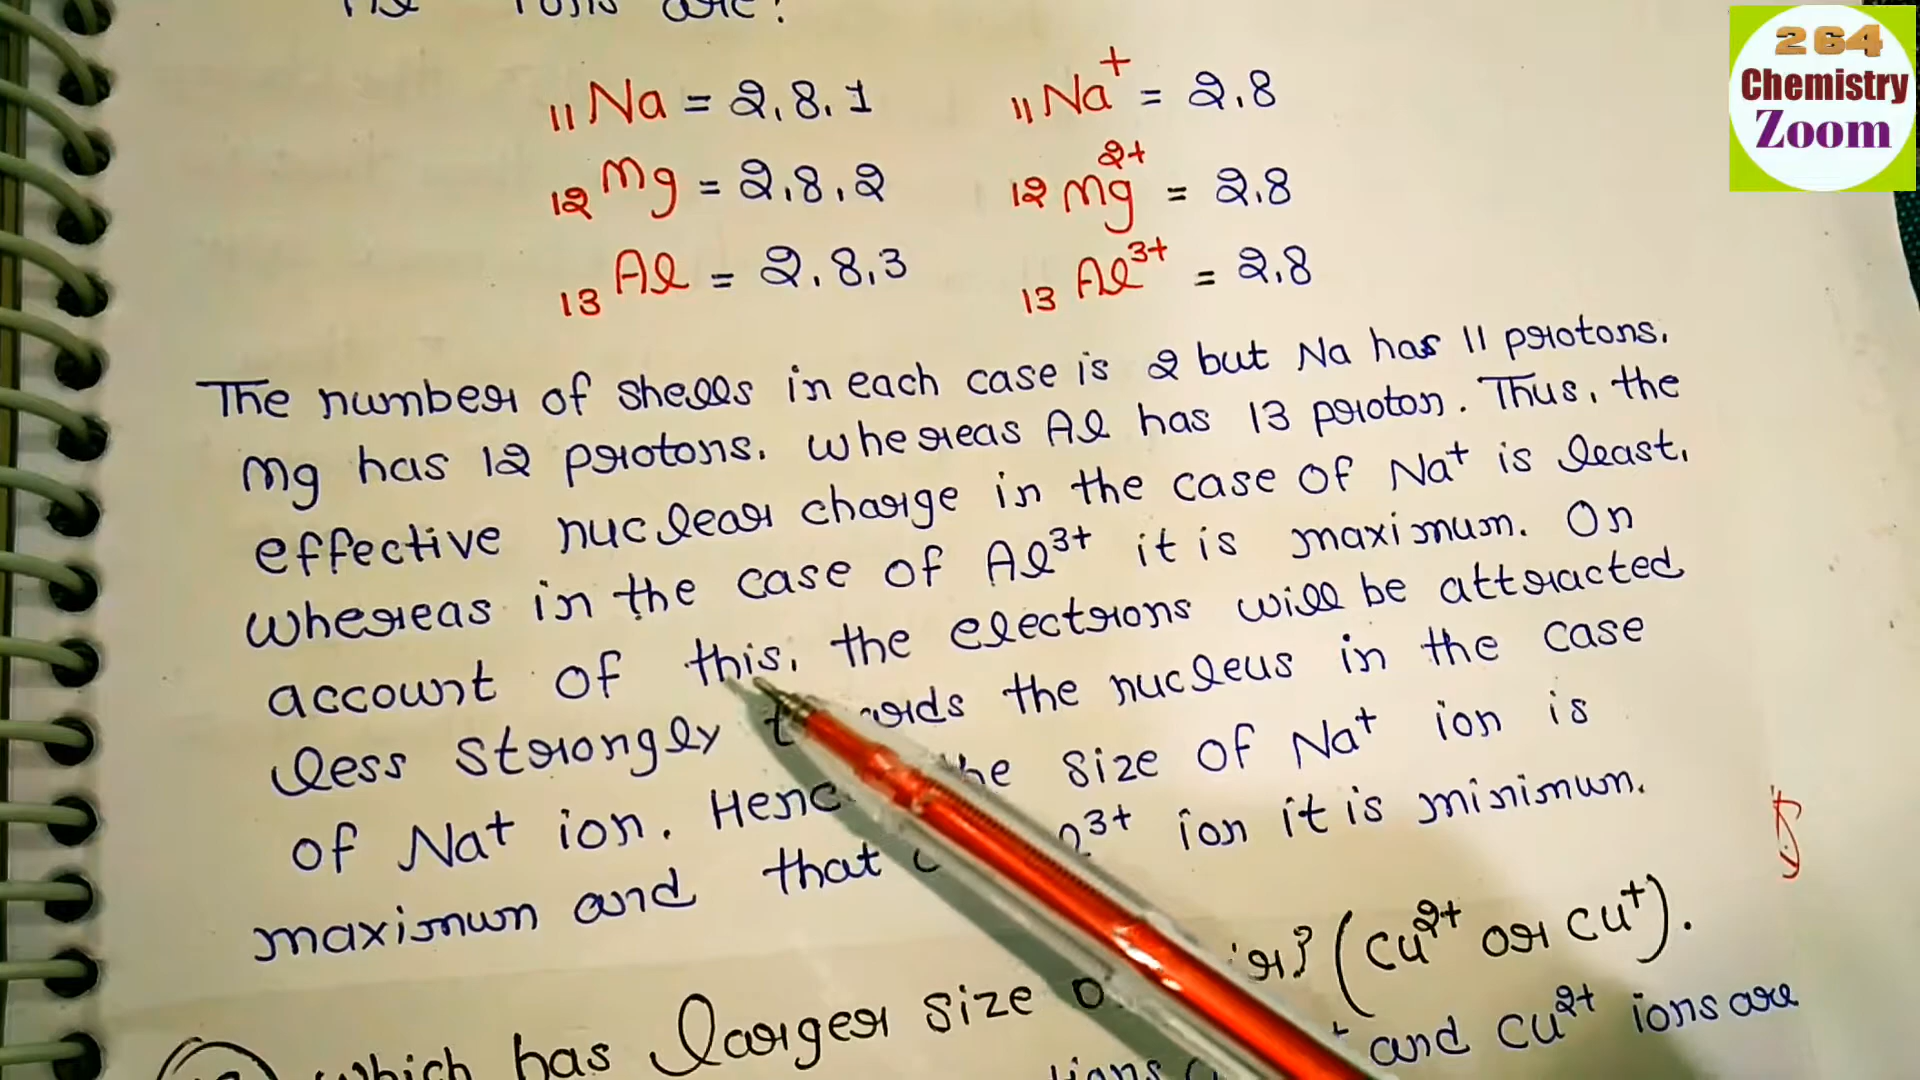 ions are:
11Na = 2,8,1 11Na+ = 2,8
12Mg = 2,8,2 12Mg2+ = 2,8
13Al = 2,8,3 13Al3+ = 2,8
The number of shells in each case is 2 but Na has 11 protons.
Mg has 12 protons. Whereas Al has 13 proton. Thus, the
effective nuclear charge in the case of Na+ is least,
whereas in the case of Al3+ it is maximum. On
account of this, the electrons will be attracted
less strongly the nucleus in the case
of Na+ ion. size of Na+ ion is
maximum and that 3+ ion it is minimum.
which has larger size (Cu2+ or Cu+).
and Cu2+ ions are
264
Chemistry
Zoom